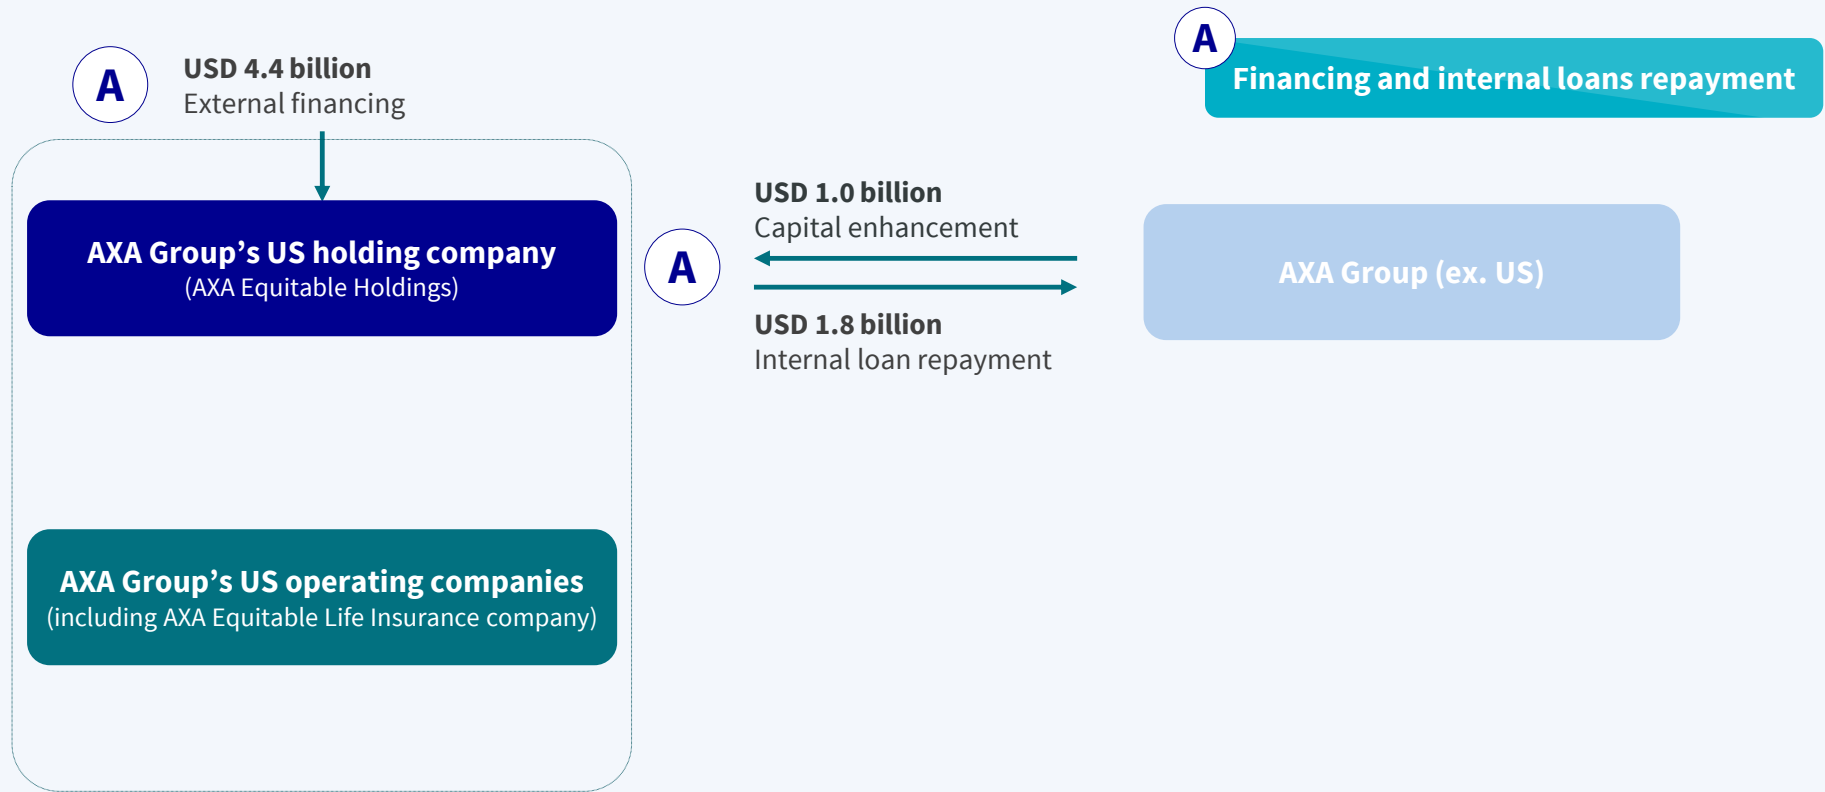 A
USD 4.4 billion
External financing
A
Financing and internal loans repayment
AXA Group’s US holding company
(AXA Equitable Holdings)
A
USD 1.0 billion
Capital enhancement
USD 1.8 billion
Internal loan repayment
AXA Group (ex. US)
AXA Group’s US operating companies
(including AXA Equitable Life Insurance company)